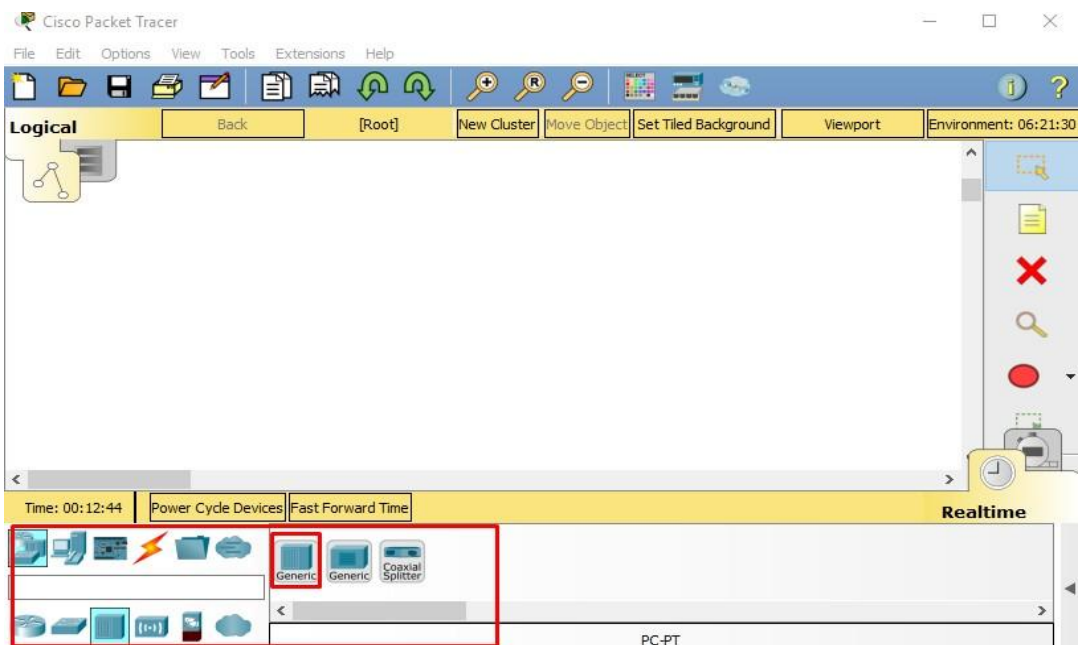 Cisco Packet Tracer
File Edit Options View Tools Extensions Help
Logical Back [Root] New Cluster Move Object Set Tiled Background Viewport Environment: 06:21:30
Time: 00:12:44 Power Cycle Devices Fast Forward Time Realtime
Generic Generic Coaxial
Splitter
PC-PT